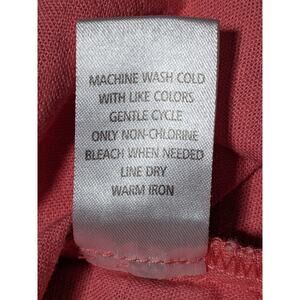 MACHINE WASH COLD
WITH LIKE COLORS
GENTLE CYCLE
ONLY NON-CHLORINE
BLEACH WHEN NEEDED
LINE DRY
WARM IRON